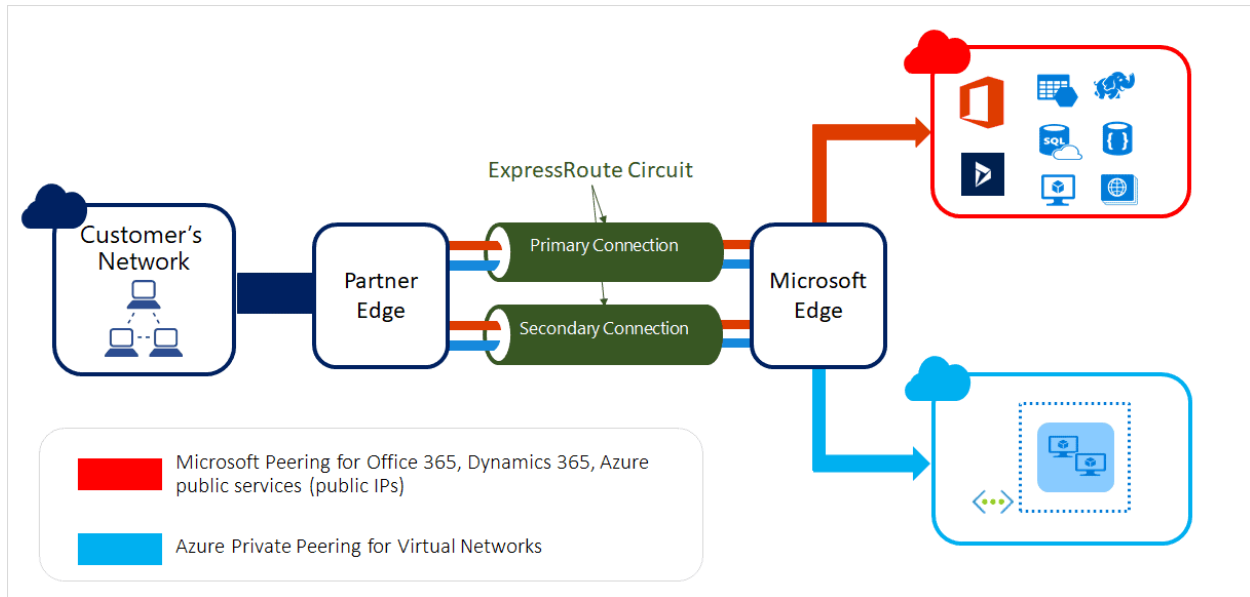 ExpressRoute Circuit
Customer's
Network
Partner
Edge
Primary Connection
Secondary Connection
Microsoft
Edge
SQL
Microsoft Peering for Office 365, Dynamics 365, Azure
public services (public IPs)
Azure Private Peering for Virtual Networks